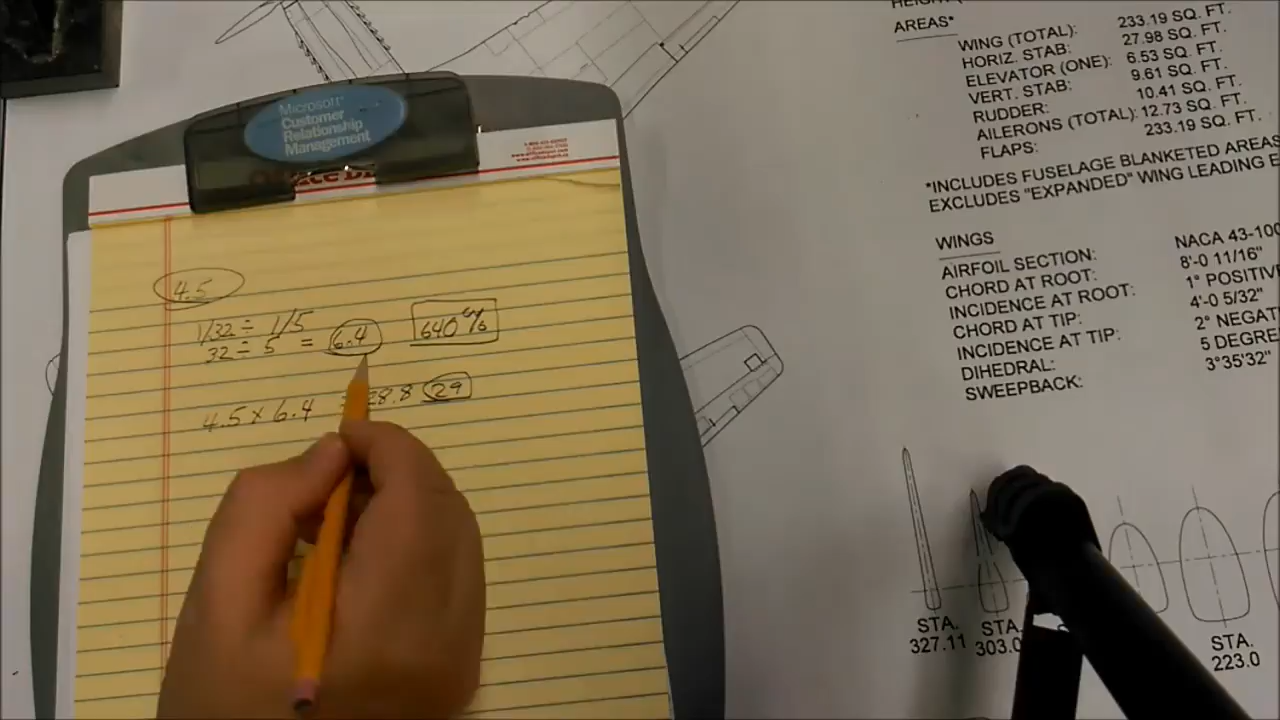 Microsoft
Customer
Relationship
Management
4.5
1/32 ÷ 1/5
32 ÷ 5 = 6.4
640%
4.5 x 6.4 = 28.8 29
AREAS*
WING (TOTAL): 233.19 SQ. FT.
HORIZ. STAB: 27.98 SQ. FT.
ELEVATOR (ONE): 6.53 SQ. FT.
VERT. STAB: 9.61 SQ. FT.
RUDDER: 10.41 SQ. FT.
AILERONS (TOTAL): 12.73 SQ. FT.
FLAPS: 233.19 SQ. FT.
*INCLUDES FUSELAGE BLANKETED AREAS
EXCLUDES "EXPANDED" WING LEADING E
WINGS
AIRFOIL SECTION: NACA 43-100
CHORD AT ROOT: 8'-0 11/16"
INCIDENCE AT ROOT: 1° POSITIVE
CHORD AT TIP: 4'-0 5/32"
INCIDENCE AT TIP: 2° NEGAT
DIHEDRAL: 5 DEGRE
SWEEPBACK: 3°35'32"
STA. 327.11
STA. 303.0
STA. 223.0